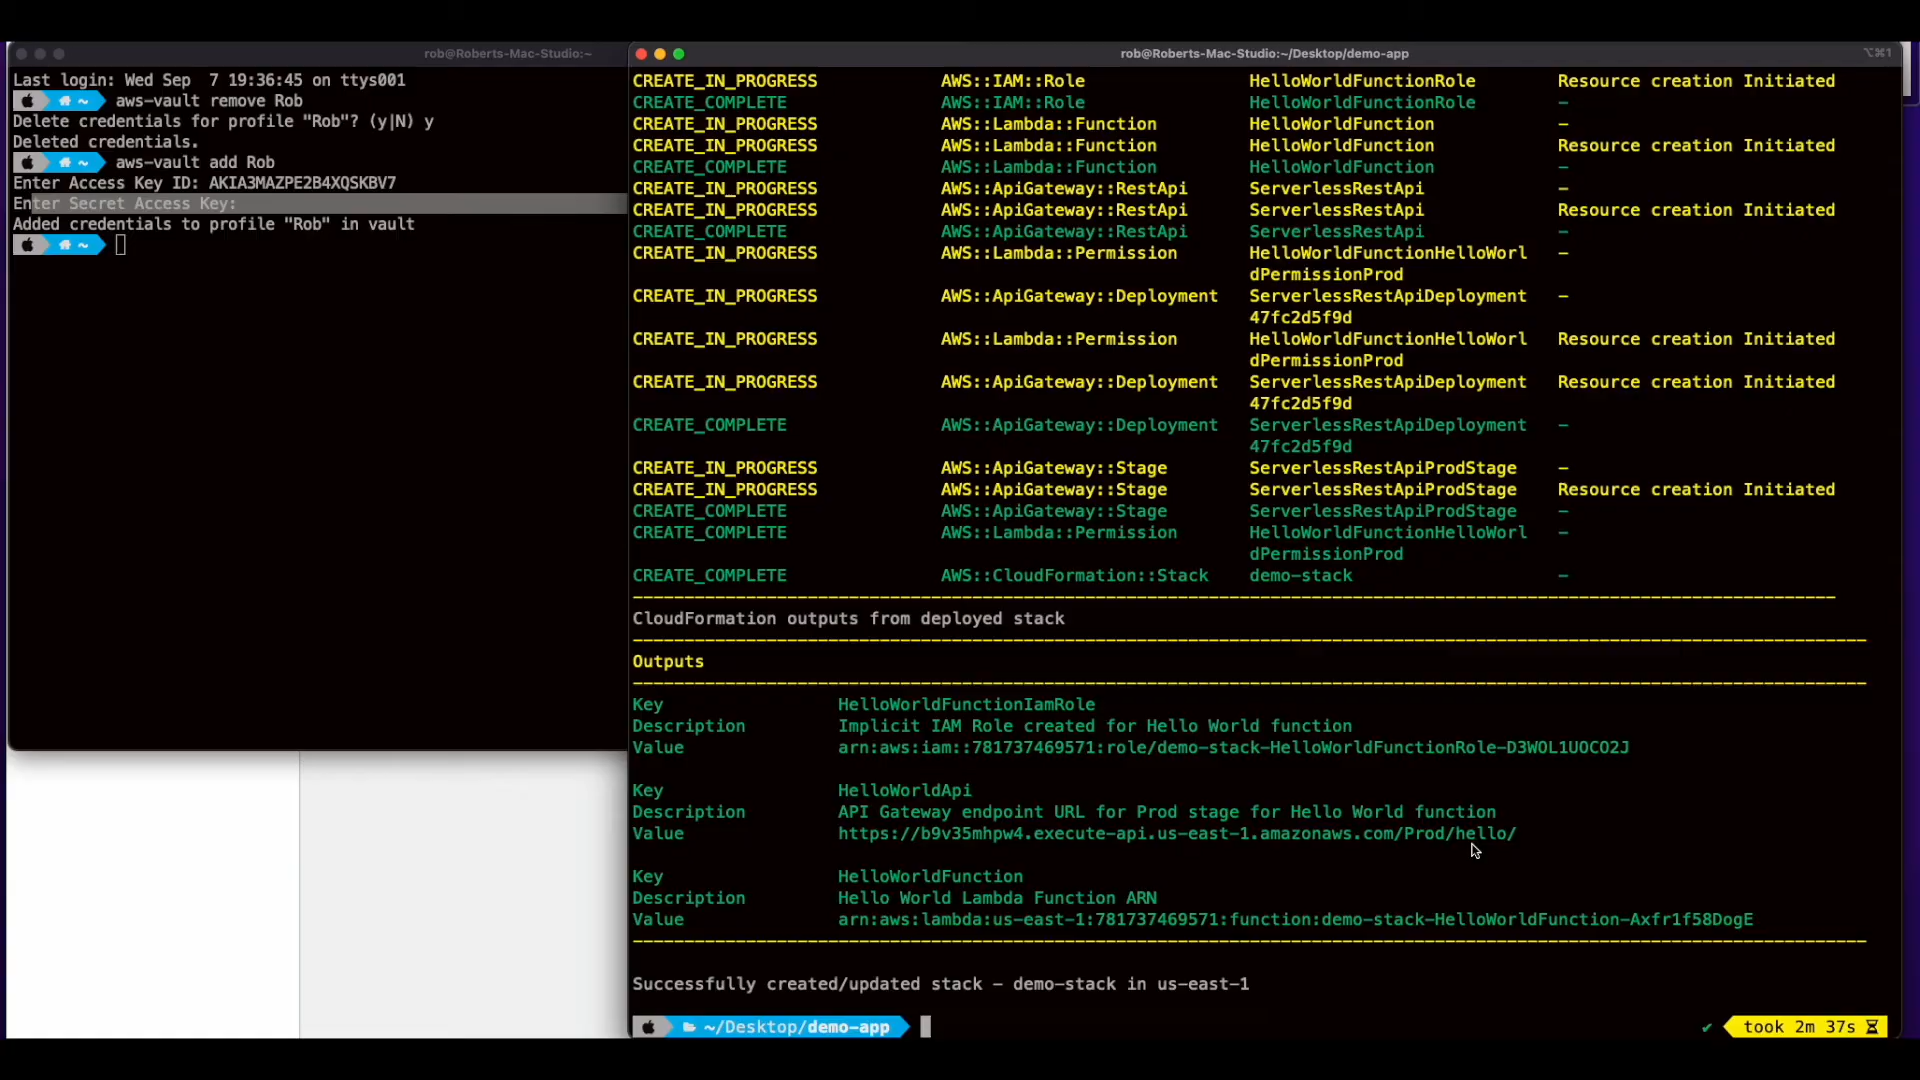 rob@Roberts-Mac-Studio:~
Last login: Wed Sep  7 19:36:45 on ttys001
~ aws-vault remove Rob
Delete credentials for profile "Rob"? (y|N) y
Deleted credentials.
~ aws-vault add Rob
Enter Access Key ID: AKIA3MAZPE2B4XQSKBV7
Enter Secret Access Key:
Added credentials to profile "Rob" in vault
~
rob@Roberts-Mac-Studio:~/Desktop/demo-app ⌥⌘1
CREATE_IN_PROGRESS AWS::IAM::Role HelloWorldFunctionRole Resource creation Initiated
CREATE_COMPLETE AWS::IAM::Role HelloWorldFunctionRole -
CREATE_IN_PROGRESS AWS::Lambda::Function HelloWorldFunction -
CREATE_IN_PROGRESS AWS::Lambda::Function HelloWorldFunction Resource creation Initiated
CREATE_COMPLETE AWS::Lambda::Function HelloWorldFunction -
CREATE_IN_PROGRESS AWS::ApiGateway::RestApi ServerlessRestApi -
CREATE_IN_PROGRESS AWS::ApiGateway::RestApi ServerlessRestApi Resource creation Initiated
CREATE_COMPLETE AWS::ApiGateway::RestApi ServerlessRestApi -
CREATE_IN_PROGRESS AWS::Lambda::Permission HelloWorldFunctionHelloWorl -
dPermissionProd
CREATE_IN_PROGRESS AWS::ApiGateway::Deployment ServerlessRestApiDeployment -
47fc2d5f9d
CREATE_IN_PROGRESS AWS::Lambda::Permission HelloWorldFunctionHelloWorl Resource creation Initiated
dPermissionProd
CREATE_IN_PROGRESS AWS::ApiGateway::Deployment ServerlessRestApiDeployment Resource creation Initiated
47fc2d5f9d
CREATE_COMPLETE AWS::ApiGateway::Deployment ServerlessRestApiDeployment -
47fc2d5f9d
CREATE_IN_PROGRESS AWS::ApiGateway::Stage ServerlessRestApiProdStage -
CREATE_IN_PROGRESS AWS::ApiGateway::Stage ServerlessRestApiProdStage Resource creation Initiated
CREATE_COMPLETE AWS::ApiGateway::Stage ServerlessRestApiProdStage -
CREATE_COMPLETE AWS::Lambda::Permission HelloWorldFunctionHelloWorl -
dPermissionProd
CREATE_COMPLETE AWS::CloudFormation::Stack demo-stack -
CloudFormation outputs from deployed stack
Outputs
Key HelloWorldFunctionIamRole
Description Implicit IAM Role created for Hello World function
Value arn:aws:iam::781737469571:role/demo-stack-HelloWorldFunctionRole-D3WOL1UOCO2J
Key HelloWorldApi
Description API Gateway endpoint URL for Prod stage for Hello World function
Value https://b9v35mhpw4.execute-api.us-east-1.amazonaws.com/Prod/hello/
Key HelloWorldFunction
Description Hello World Lambda Function ARN
Value arn:aws:lambda:us-east-1:781737469571:function:demo-stack-HelloWorldFunction-Axfr1f58DogE
Successfully created/updated stack - demo-stack in us-east-1
~/Desktop/demo-app ✔ took 2m 37s